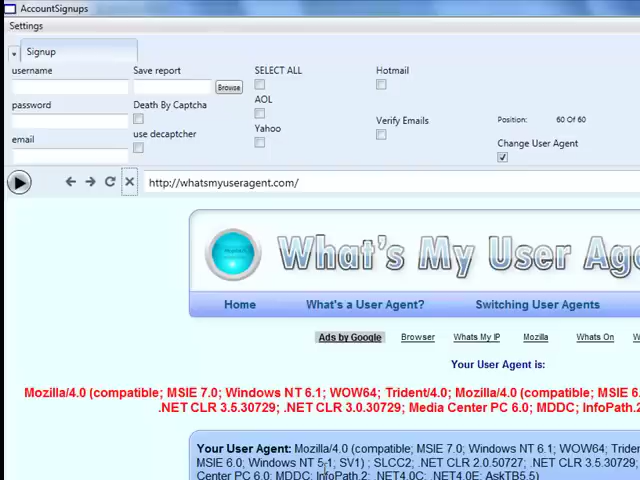 AccountSignups
Settings
Signup
username
Save report
Browse
SELECT ALL
Hotmail
password
Death By Captcha
AOL
Verify Emails
Position: 60 Of 60
email
use decaptcher
Yahoo
Change User Agent
http://whatsmyuseragent.com/
What's My User Age
Home What's a User Agent? Switching User Agents
Ads by Google Browser Whats My IP Mozilla Whats On
Your User Agent is:
Mozilla/4.0 (compatible; MSIE 7.0; Windows NT 6.1; WOW64; Trident/4.0; Mozilla/4.0 (compatible; MSIE 6.
.NET CLR 3.5.30729; .NET CLR 3.0.30729; Media Center PC 6.0; MDDC; InfoPath.2
Your User Agent: Mozilla/4.0 (compatible; MSIE 7.0; Windows NT 6.1; WOW64; Trident
MSIE 6.0; Windows NT 5.1; SV1) ; SLCC2; .NET CLR 2.0.50727; .NET CLR 3.5.30729;
Center PC 6.0; MDDC; InfoPath.2; .NET4.0C; .NET4.0E; AskTB5.5)